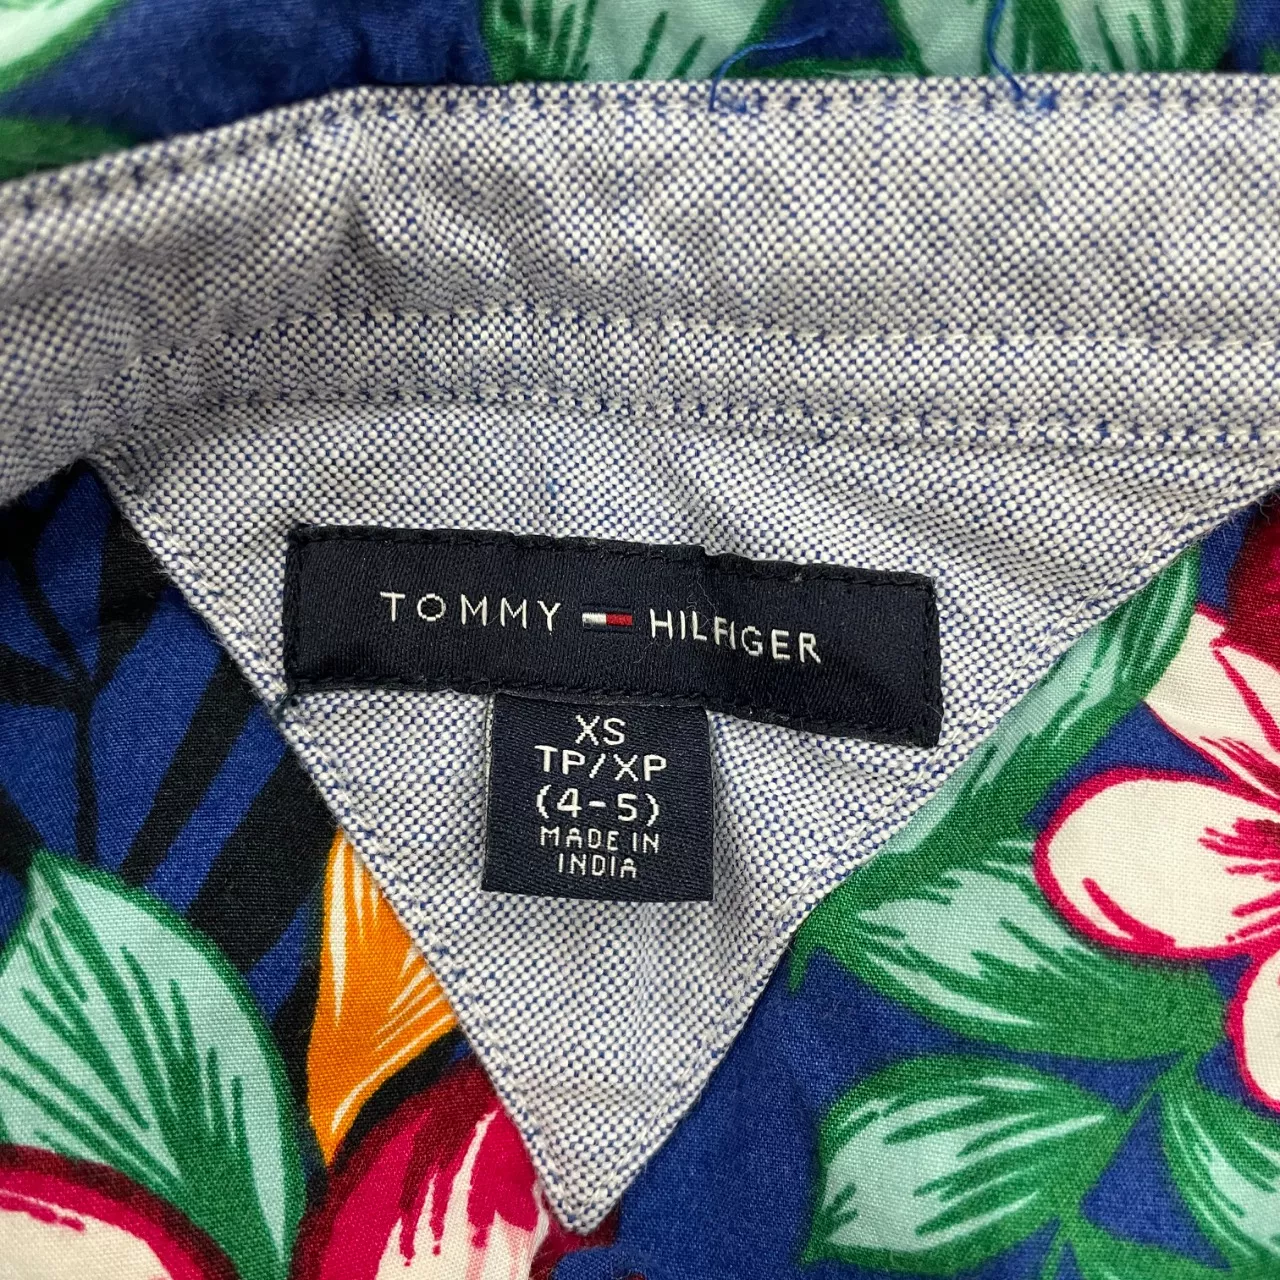 TOMMY HILFIGER
XS
TP/XP
(4-5)
MADE IN
INDIA